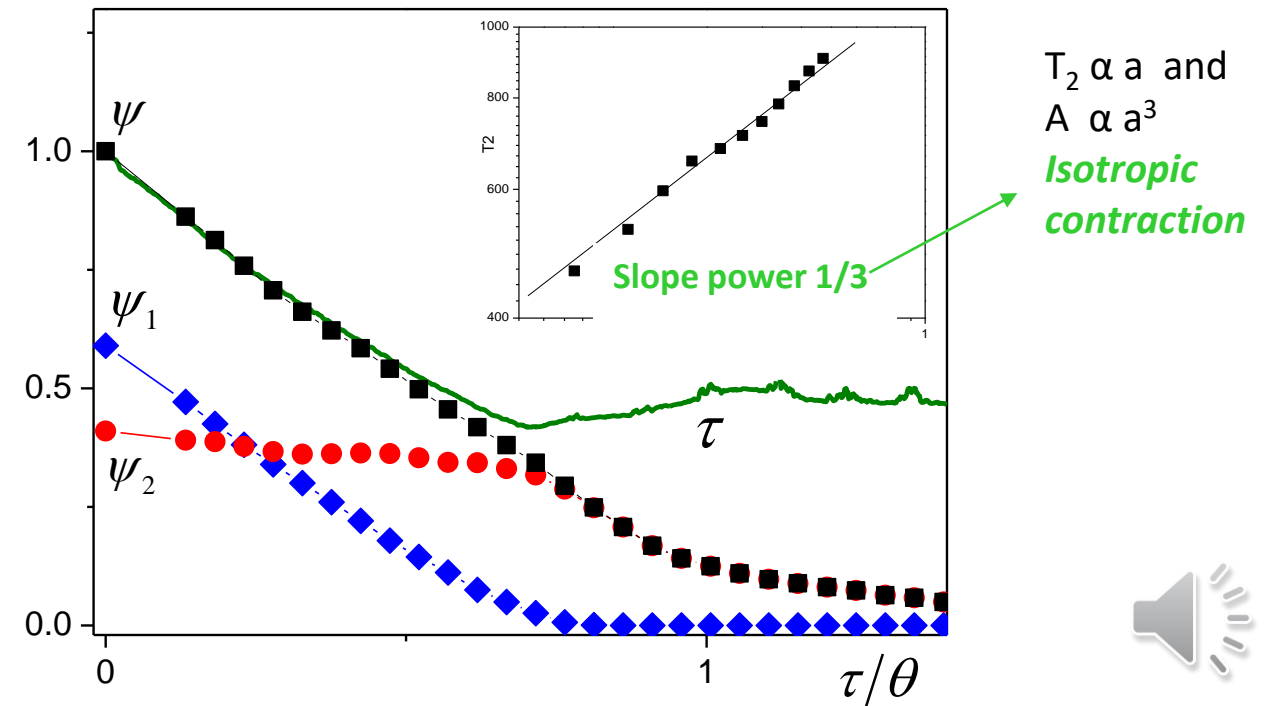 ψ
1.0
ψ₁
0.5
ψ₂
0.0
0
1
τ/θ
τ
1000
800
600
400
T2
1
Slope power 1/3
T₂ α a and
A α a³
Isotropic
contraction